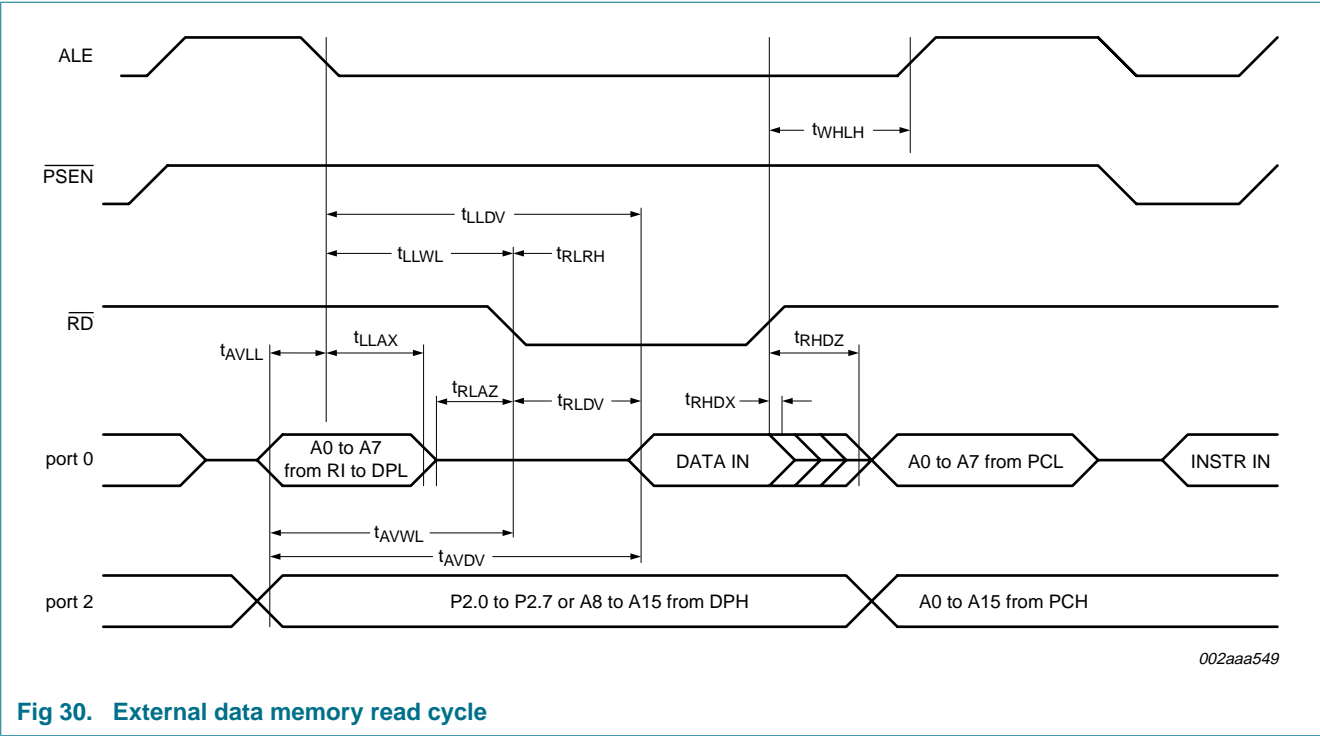 ALE
tWHLH
PSEN
tLLDV
tLLWL
tRLRH
RD
tAVLL
tLLAX
tRHDZ
tRLAZ
tRLDV
tRHDX
port 0
A0 to A7
from RI to DPL
DATA IN
A0 to A7 from PCL
INSTR IN
tAVWL
tAVDV
port 2
P2.0 to P2.7 or A8 to A15 from DPH
A0 to A15 from PCH
002aaa549
Fig 30. External data memory read cycle